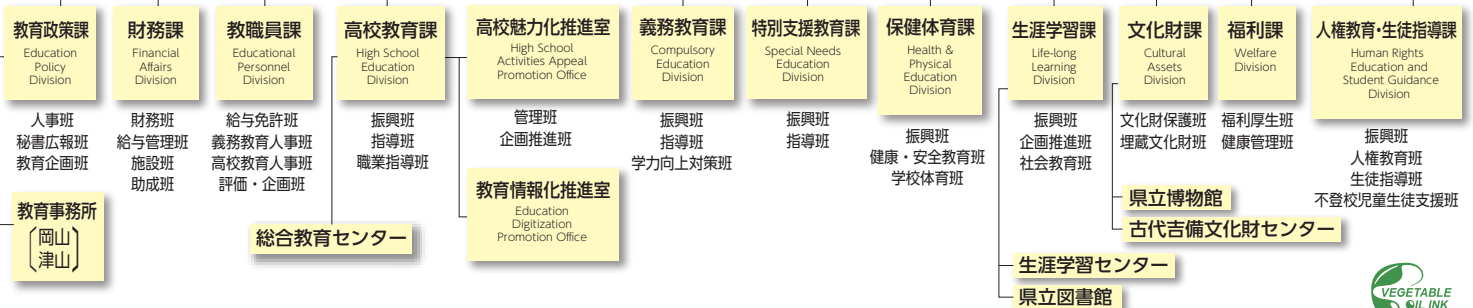 教育政策課
Education
Policy
Division
人事班
秘書広報班
教育企画班
教育事務所
岡山
津山
財務課
Financial
Affairs
Division
財務班
給与管理班
施設班
助成班
教職員課
Educational
Personnel
Division
給与免許班
義務教育人事班
高校教育人事班
評価・企画班
高校教育課
High School
Education
Division
振興班
指導班
職業指導班
総合教育センター
高校魅力化推進室
High School
Activities Appeal
Promotion Office
管理班
企画推進班
教育情報化推進室
Education
Digitization
Promotion Office
義務教育課
Compulsory
Education
Division
振興班
指導班
学力向上対策班
特別支援教育課
Special Needs
Education
Division
振興班
指導班
保健体育課
Health &
Physical
Education
Division
振興班
健康・安全教育班
学校体育班
生涯学習課
Life-long
Learning
Division
振興班
企画推進班
社会教育班
生涯学習センター
県立図書館
文化財課
Cultural
Assets
Division
文化財保護班
埋蔵文化財班
県立博物館
古代吉備文化財センター
福利課
Welfare
Division
福利厚生班
健康管理班
人権教育・生徒指導課
Human Rights
Education and
Student Guidance
Division
振興班
人権教育班
生徒指導班
不登校児童生徒支援班
VEGETABLE
OIL INK